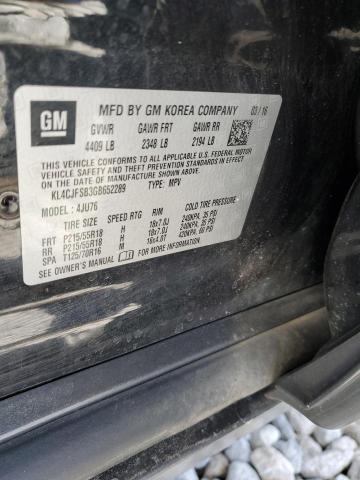 GM
MFD BY GM KOREA COMPANY 03/16
GVWR GAWR FRT GAWR RR
4409 LB 2348 LB 2194 LB
THIS VEHICLE CONFORMS TO ALL APPLICABLE U.S. FEDERAL MOTOR
VEHICLE SAFETY AND THEFT PREVENTION STANDARDS IN EFFECT
ON THE DATE OF MANUFACTURE SHOWN ABOVE.
KL4CJFSB3GB652289 TYPE: MPV
MODEL: 4JU76
TIRE SIZE SPEED RTG RIM COLD TIRE PRESSURE
FRT P215/55R18 H 18x7.0J 240KPA, 35 PSI
RR P215/55R18 H 18x7.0J 240KPA, 35 PSI
SPA T125/70R16 M 16x4.0T 420KPA, 60 PSI
SEE OWNER'S MANUAL FOR ADDITIONAL INFORMATION.